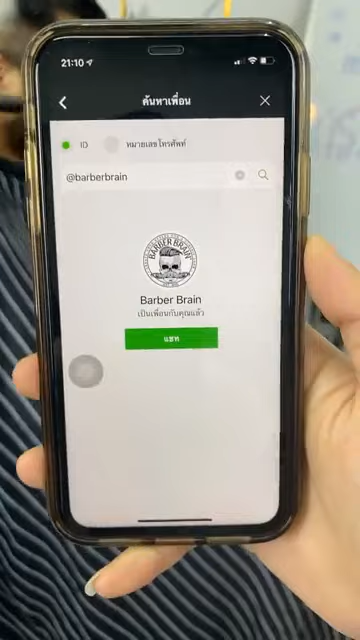 21:10
ค้นหาเพื่อน
ID หมายเลขโทรศัพท์
@barberbrain
BARBER BRAIN
Barber Brain
เป็นเพื่อนกับคุณแล้ว
แชท